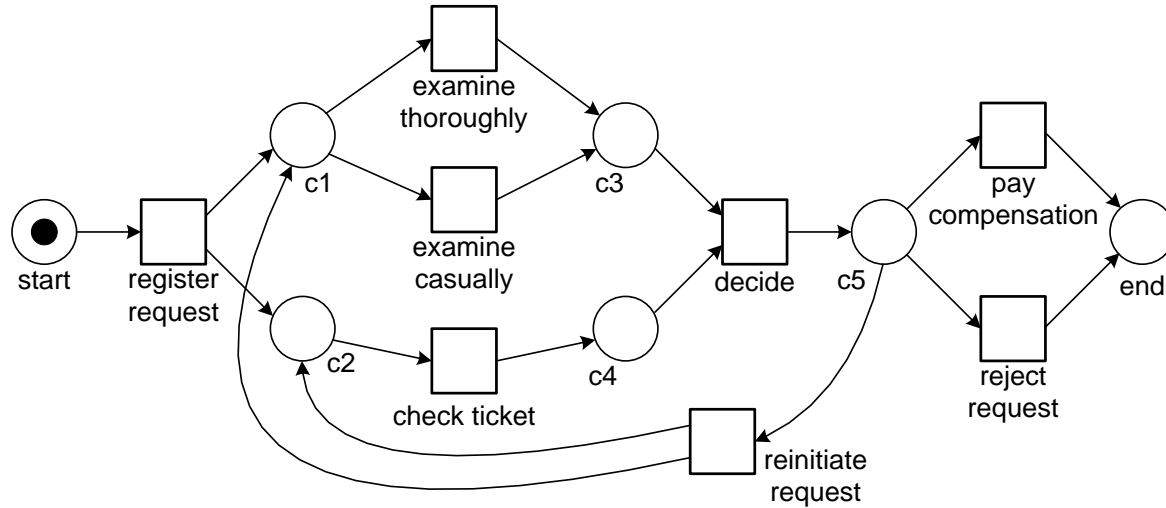 examine
thoroughly
c1
c3
pay
compensation
examine
casually
start
register
request
decide
c5
end
c2
c4
check ticket
reject
request
reinitiate
request